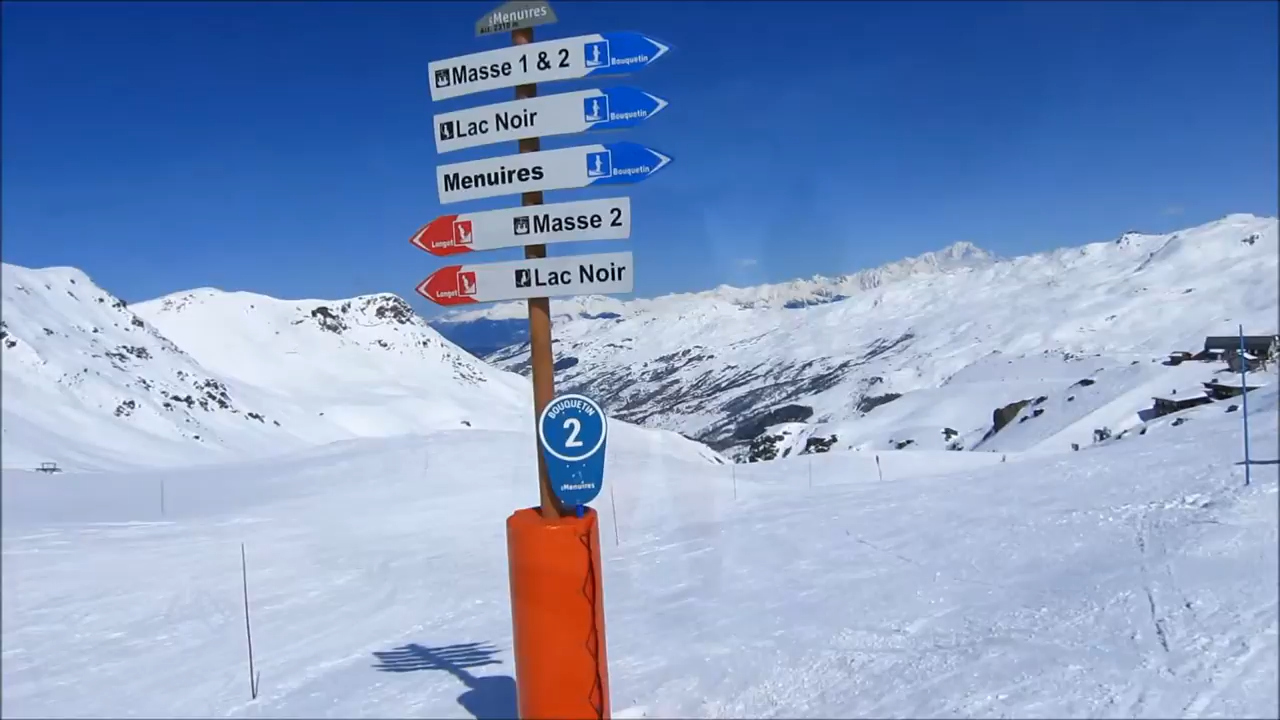 Menuires
Masse 1 & 2 Bouquetin
Lac Noir Bouquetin
Menuires Bouquetin
Longet Masse 2
Longet Lac Noir
BOUQUETIN
2
Menuires